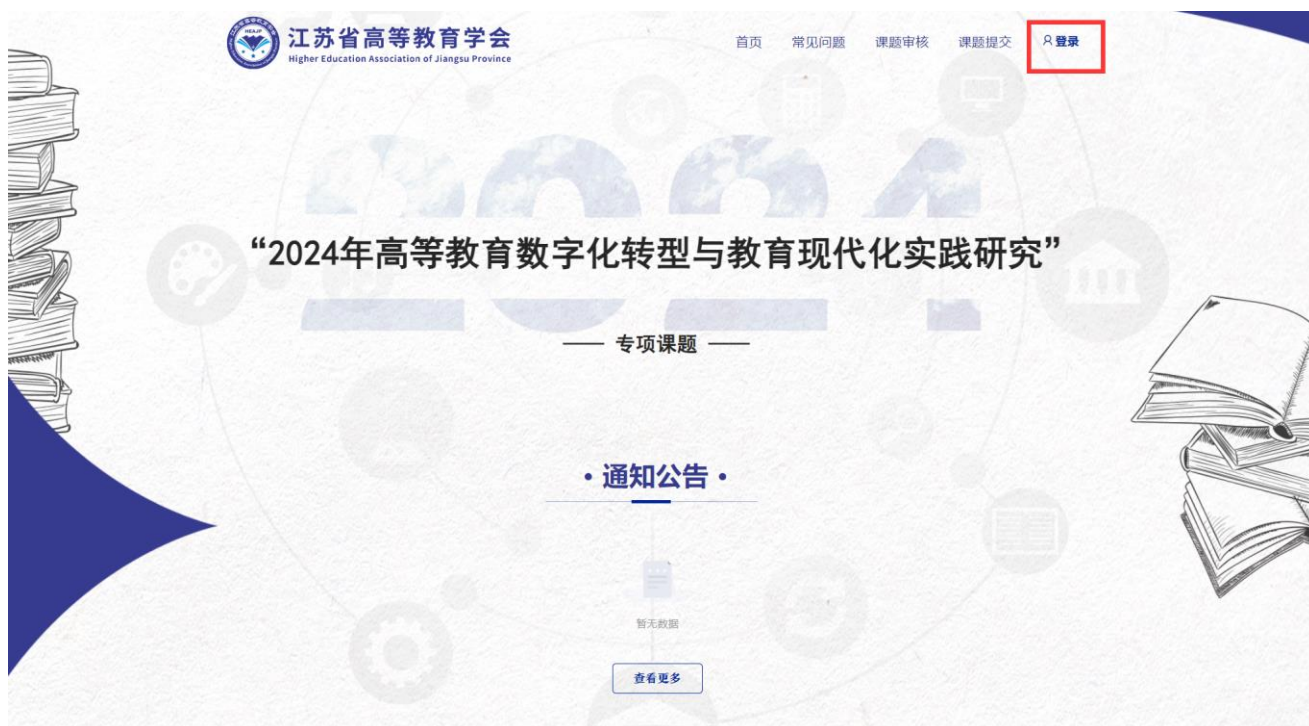 江苏省高等教育学会
Higher Education Association of Jiangsu Province
首页 常见问题 课题审核 课题提交 登录
2024
“2024年高等教育数字化转型与教育现代化实践研究”
—— 专项课题 ——
·通知公告·
暂无数据
查看更多